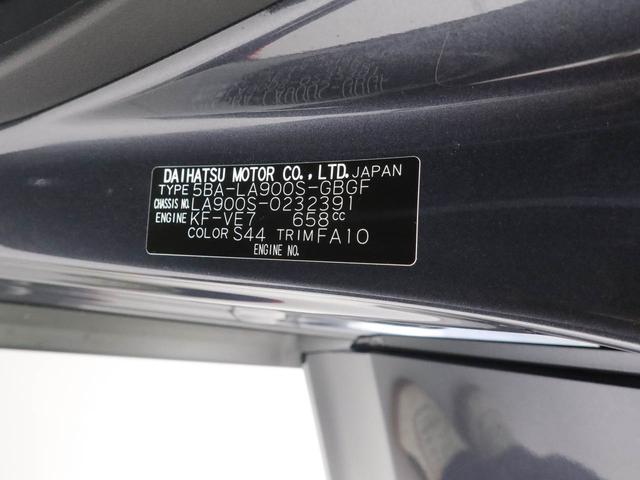 DAIHATSU MOTOR CO., LTD. JAPAN
TYPE 5BA-LA900S-GBGF
CHASSIS NO. LA900S-0232391
ENGINE KF-VE7 658cc
COLOR S44 TRIM FA10
ENGINE NO.